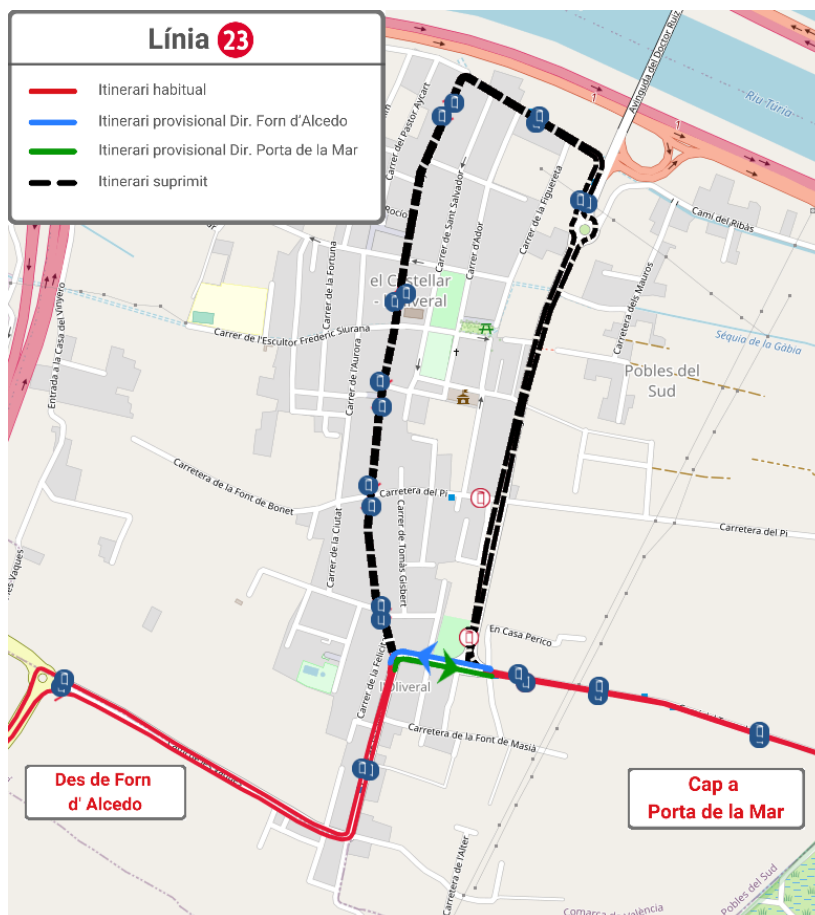 Línia 23
Itinerari habitual
Itinerari provisional Dir. Forn d'Alcedo
Itinerari provisional Dir. Porta de la Mar
Itinerari suprimit
Avinguda del Doctor Ruiz
Riu Túria
1
1
Carrer del Pastor Aycart
Carrer de Sant Salvador
Carrer d'Ador
Carrer de la Figuereta
Camí del Ribàs
Rocío
Carrer de la Fortuna
el Castellar
- Oliveral
Carretera dels Mauros
Séquia de la Gàbia
Entrada a la Casa del Vinyero
Carrer de l'Escultor Frederic Siurana
Carrer de l'Aurora
Pobles del
Sud
Carretera de la Font de Bonet
Carretera del Pi
Carretera del Pi
Carrer de la Ciutat
Carrer de Tomàs Gisbert
En Casa Perico
Carrer de la Felicitat
l'Oliveral
Carretera de la Font de Masià
Des de Forn
d' Alcedo
Cap a
Porta de la Mar
Carretera de l'Alter
Pobles del Sud
Comarca de València